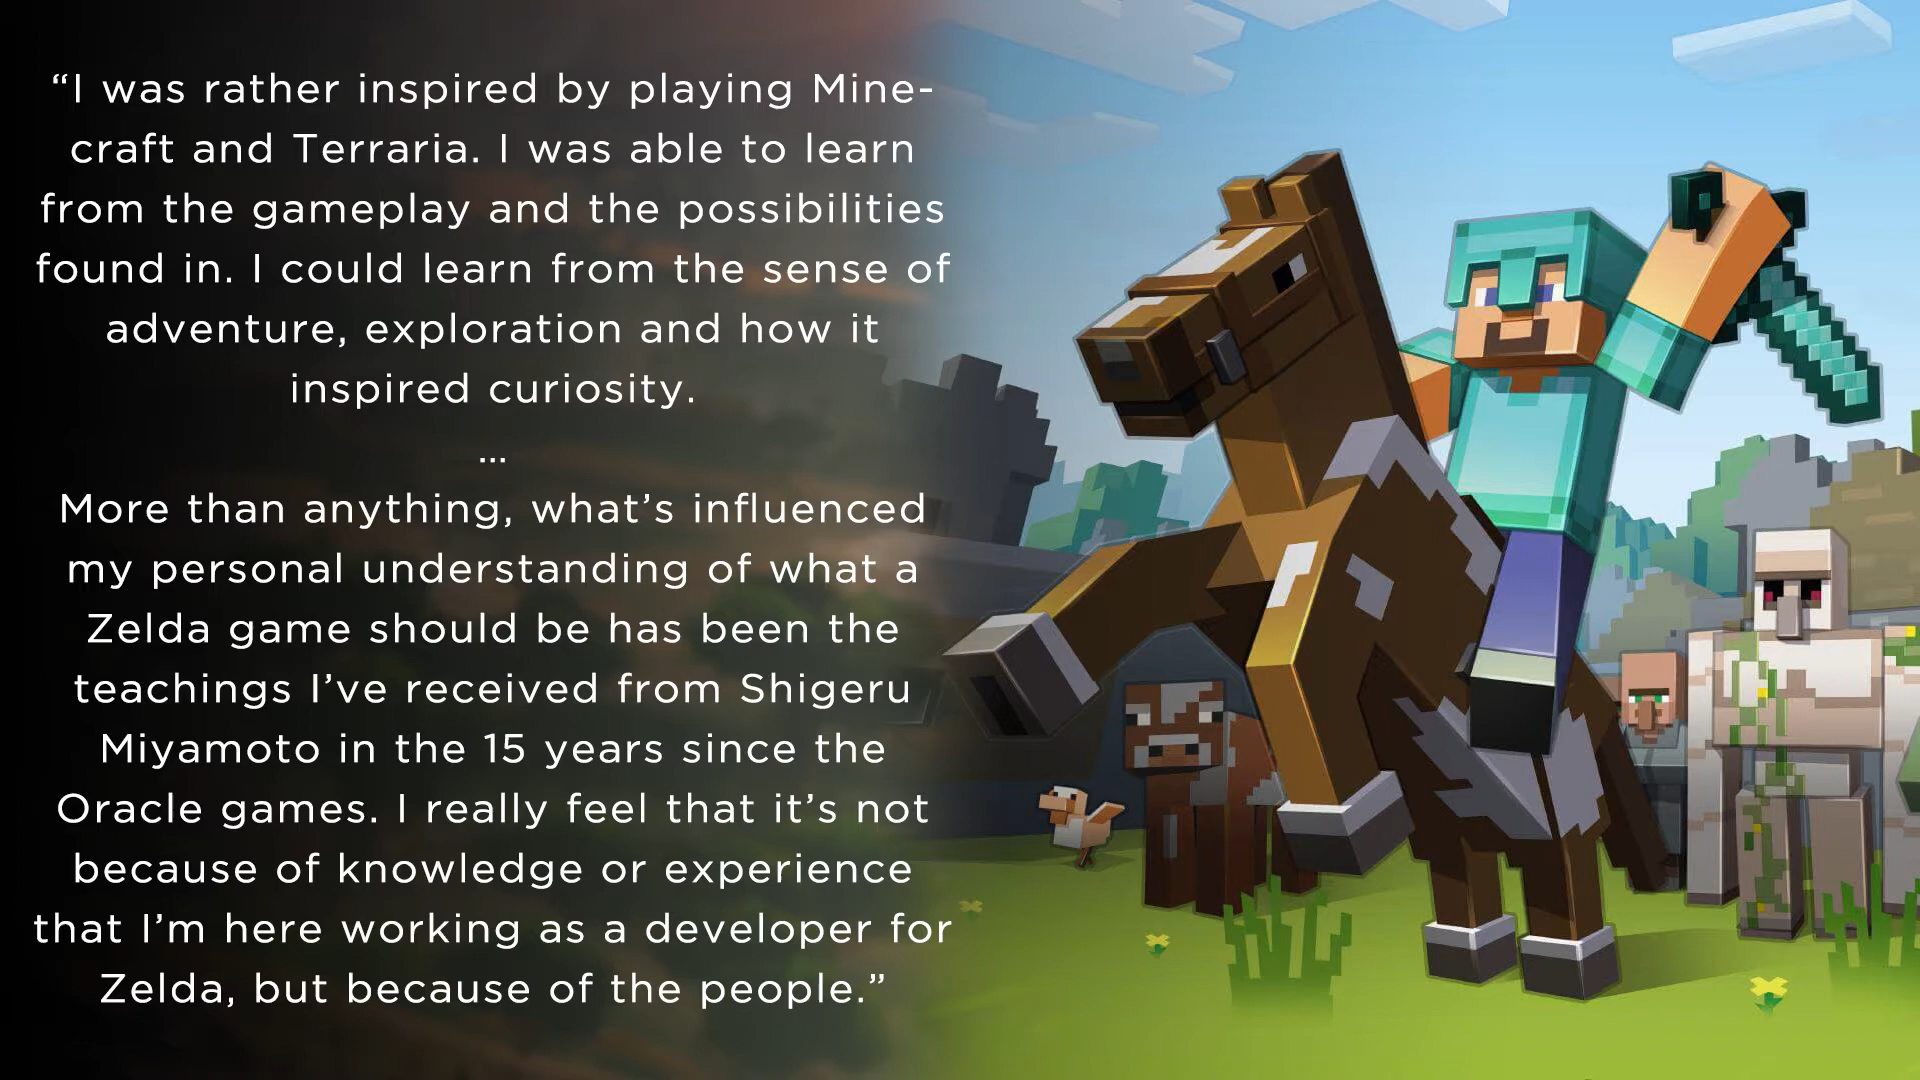 “I was rather inspired by playing Mine-
craft and Terraria. I was able to learn
from the gameplay and the possibilities
found in. I could learn from the sense of
adventure, exploration and how it
inspired curiosity.
...
More than anything, what’s influenced
my personal understanding of what a
Zelda game should be has been the
teachings I’ve received from Shigeru
Miyamoto in the 15 years since the
Oracle games. I really feel that it’s not
because of knowledge or experience
that I’m here working as a developer for
Zelda, but because of the people.”